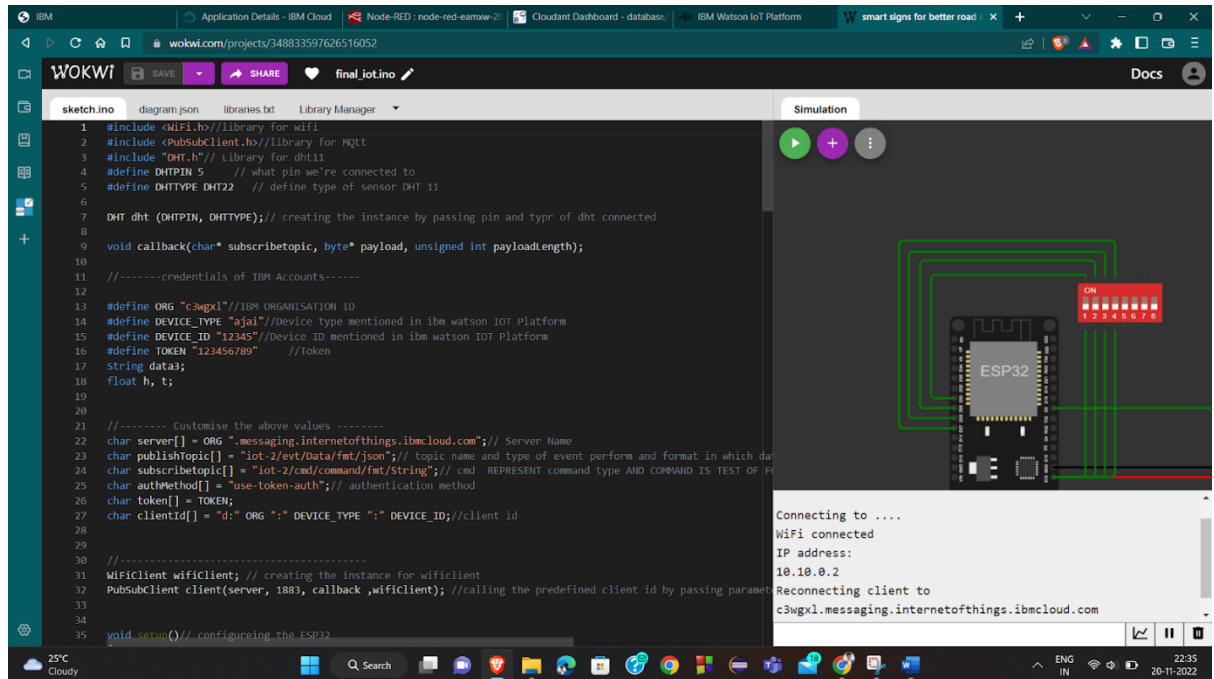 IBM
Application Details - IBM Cloud
Node-RED : node-red-eamxw-20
Cloudant Dashboard - database/
IBM Watson IoT Platform
smart signs for better road s
wokwi.com/projects/348833597626516052
WOKWi
SAVE
SHARE
final_iot.ino
Docs
sketch.ino diagram.json libraries.txt Library Manager
1 #include <WiFi.h>//library for wifi
2 #include <PubSubClient.h>//library for MQtt
3 #include "DHT.h"// Library for dht11
4 #define DHTPIN 5 // what pin we're connected to
5 #define DHTTYPE DHT22 // define type of sensor DHT 11
6
7 DHT dht (DHTPIN, DHTTYPE);// creating the instance by passing pin and typr of dht connected
8
9 void callback(char* subscribetopic, byte* payload, unsigned int payloadLength);
10
11 //-------credentials of IBM Accounts------
12
13 #define ORG "c3wgxl"//IBM ORGANISATION ID
14 #define DEVICE_TYPE "ajai"//Device type mentioned in ibm watson IOT Platform
15 #define DEVICE_ID "12345"//Device ID mentioned in ibm watson IOT Platform
16 #define TOKEN "123456789" //Token
17 String data3;
18 float h, t;
19
20
21 //-------- Customise the above values --------
22 char server[] = ORG ".messaging.internetofthings.ibmcloud.com";// Server Name
23 char publishTopic[] = "iot-2/evt/Data/fmt/json";// topic name and type of event perform and format in which da
24 char subscribetopic[] = "iot-2/cmd/command/fmt/String";// cmd REPRESENT command type AND COMMAND IS TEST OF FO
25 char authMethod[] = "use-token-auth";// authentication method
26 char token[] = TOKEN;
27 char clientId[] = "d:" ORG ":" DEVICE_TYPE ":" DEVICE_ID;//client id
28
29
30 //-----------------------------------------
31 WiFiClient wifiClient; // creating the instance for wificlient
32 PubSubClient client(server, 1883, callback ,wifiClient); //calling the predefined client id by passing paramet
33
34
35 void setup()// configureing the ESP32
Simulation
ON
1 2 3 4 5 6 7 8
ESP32
Connecting to ....
WiFi connected
IP address:
10.10.0.2
Reconnecting client to
c3wgxl.messaging.internetofthings.ibmcloud.com
25°C
Cloudy
Search
18
ENG
IN
22:35
20-11-2022